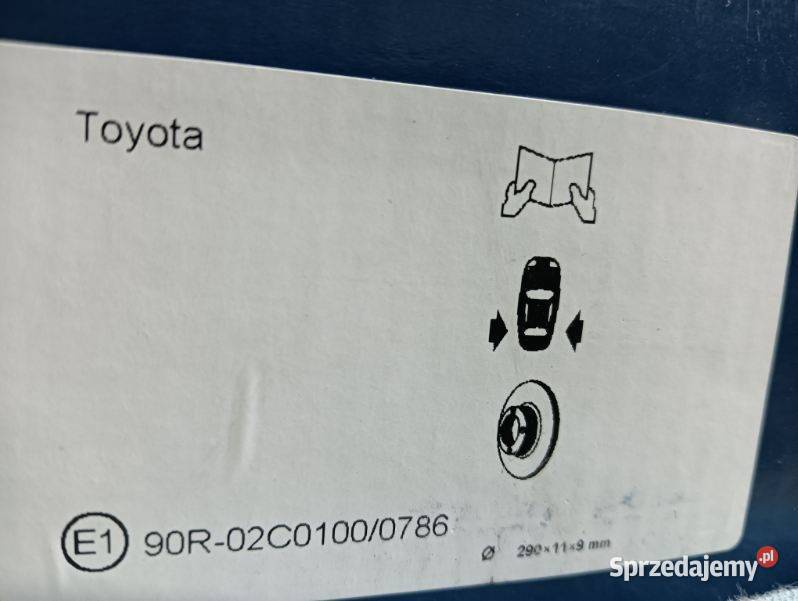 Toyota
E1 90R-02C0100/0786
Ø 290×11×9 mm
Sprzedajemy.pl